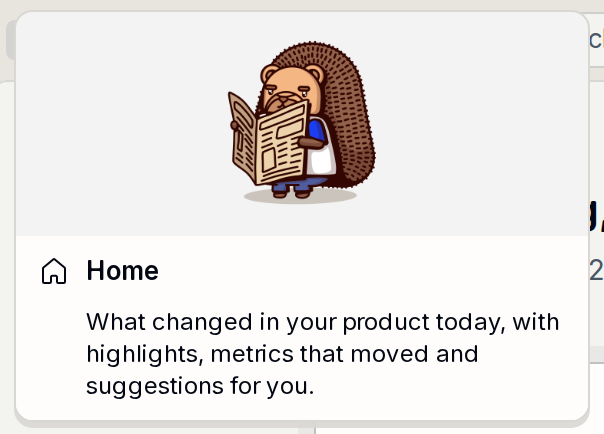 Home
What changed in your product today, with
highlights, metrics that moved and
suggestions for you.